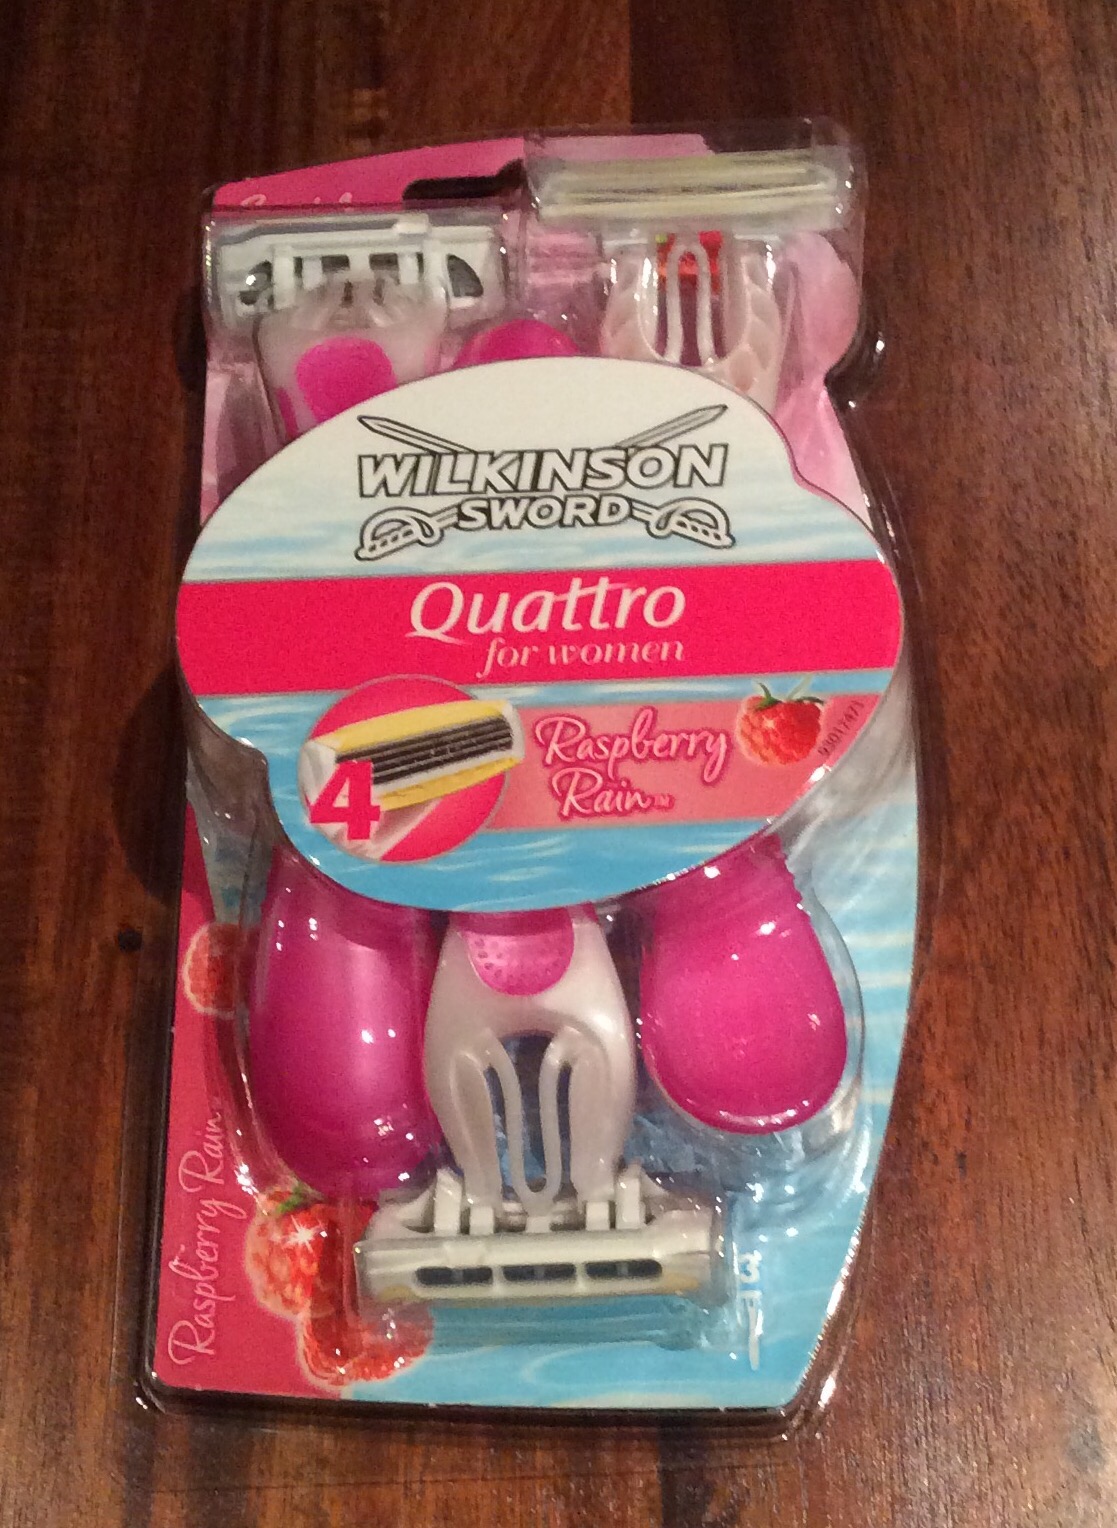 WILKINSON
SWORD
Quattro
for women
4
Raspberry
Rain
Raspberry Rain